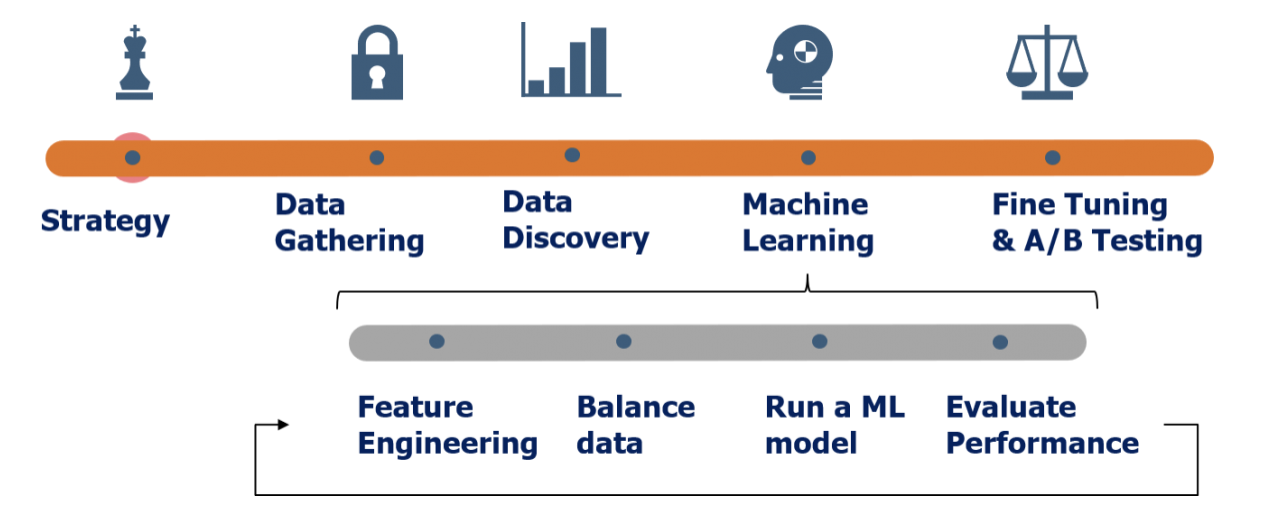 Strategy
Data
Gathering
Data
Discovery
Machine
Learning
Fine Tuning
& A/B Testing
Feature
Engineering
Balance
data
Run a ML
model
Evaluate
Performance